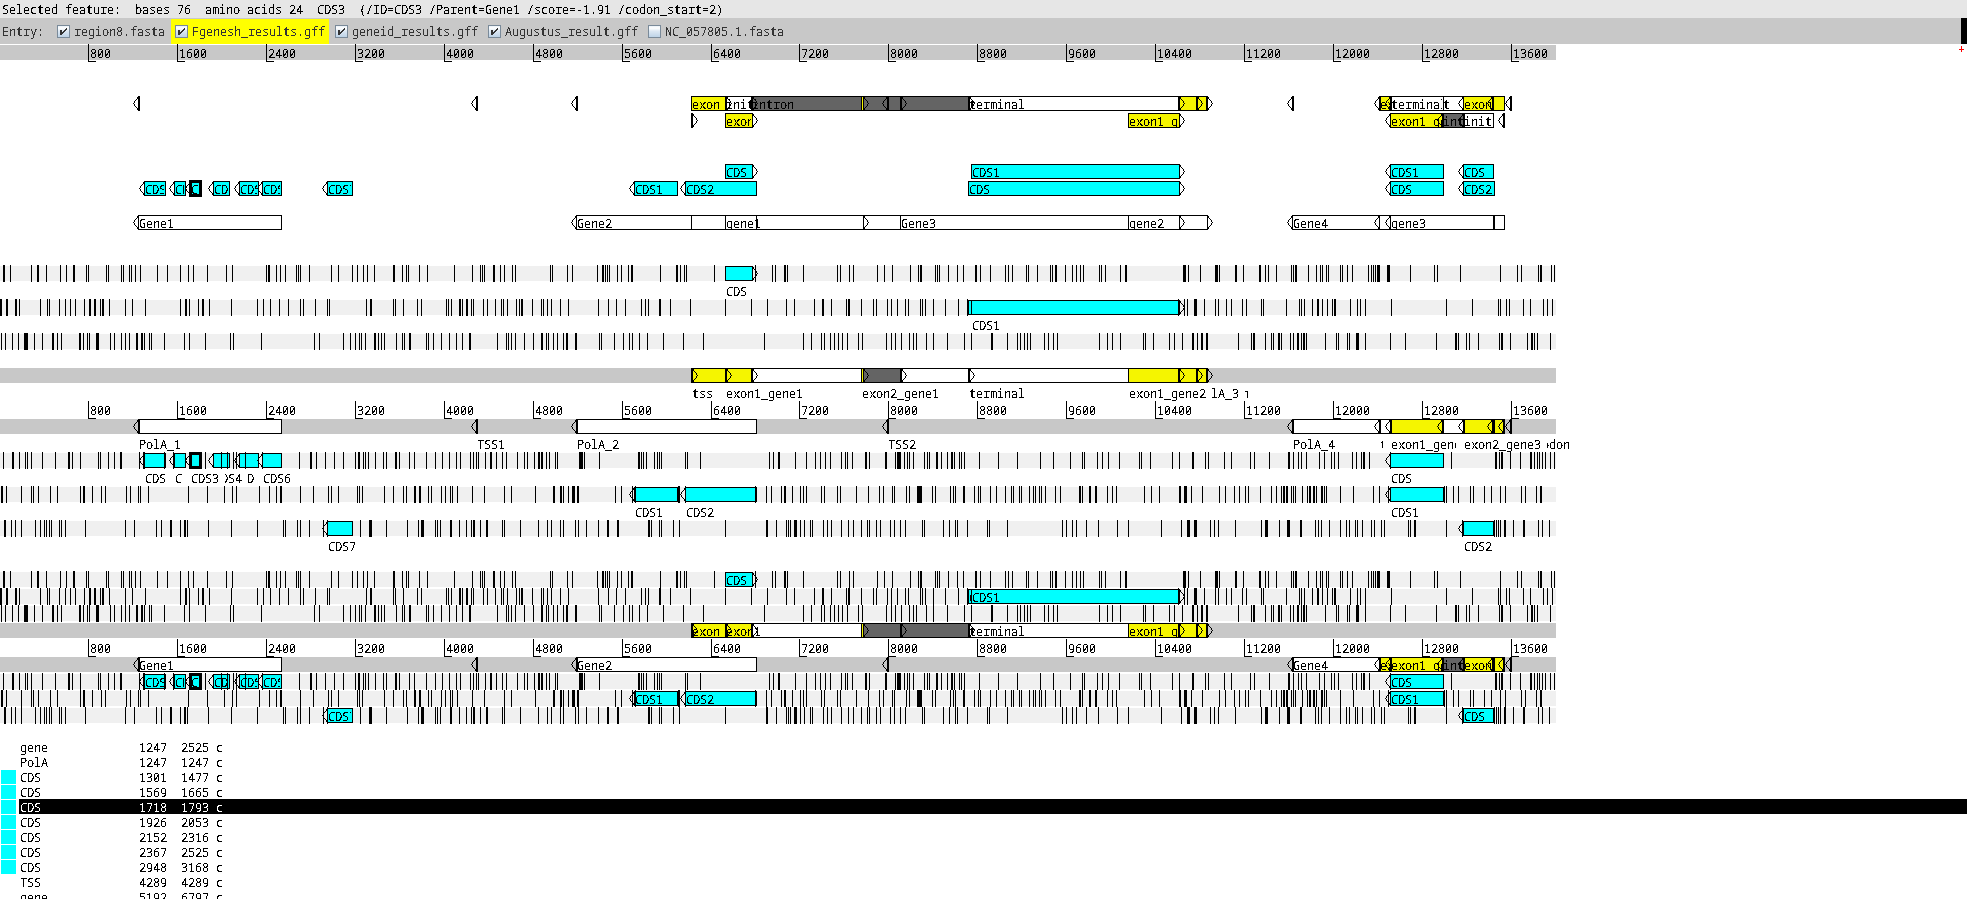 Selected feature: bases 76 amino acids 24 CDS3 (/ID=CDS3 /Parent=Gene1 /score=-1.91 /codon_start=2)
Entry: region8.fasta Fgenesh_results.gff geneid_results.gff Augustus_result.gff NC_057805.1.fasta
800 1600 2400 3200 4000 4800 5600 6400 7200 8000 8800 9600 10400 11200 12000 12800 13600
exon init intron terminal terminal exon
exon exon1_g exon1_g int init
CDS CDS1 CDS1 CDS
CDS CD CDS CDS CDS CDS1 CDS2 CDS CDS CDS2
Gene1 Gene2 gene1 Gene3 gene2 Gene4 gene3
CDS
CDS1
tss exon1_gene1 exon2_gene1 terminal exon1_gene2 lA_3
800 1600 2400 3200 4000 4800 5600 6400 7200 8000 8800 9600 10400 11200 12000 12800 13600
PolA_1 TSS1 PolA_2 TSS2 PolA_4 exon1_gen exon2_gene3 don
CDS C CDS3 S4 D CDS6 CDS
CDS1 CDS2 CDS1
CDS7 CDS2
CDS
CDS1
exon exon1 terminal exon1_g
800 1600 2400 3200 4000 4800 5600 6400 7200 8000 8800 9600 10400 11200 12000 12800 13600
Gene1 Gene2 Gene4 exon1_g int exon
CDS CD CDS CDS CDS
CDS1 CDS2 CDS1
CDS CDS
gene 1247 2525 c
PolA 1247 1247 c
CDS 1301 1477 c
CDS 1569 1665 c
CDS 1718 1793 c
CDS 1926 2053 c
CDS 2152 2316 c
CDS 2367 2525 c
CDS 2948 3168 c
TSS 4289 4289 c
gene 5192 6797 c